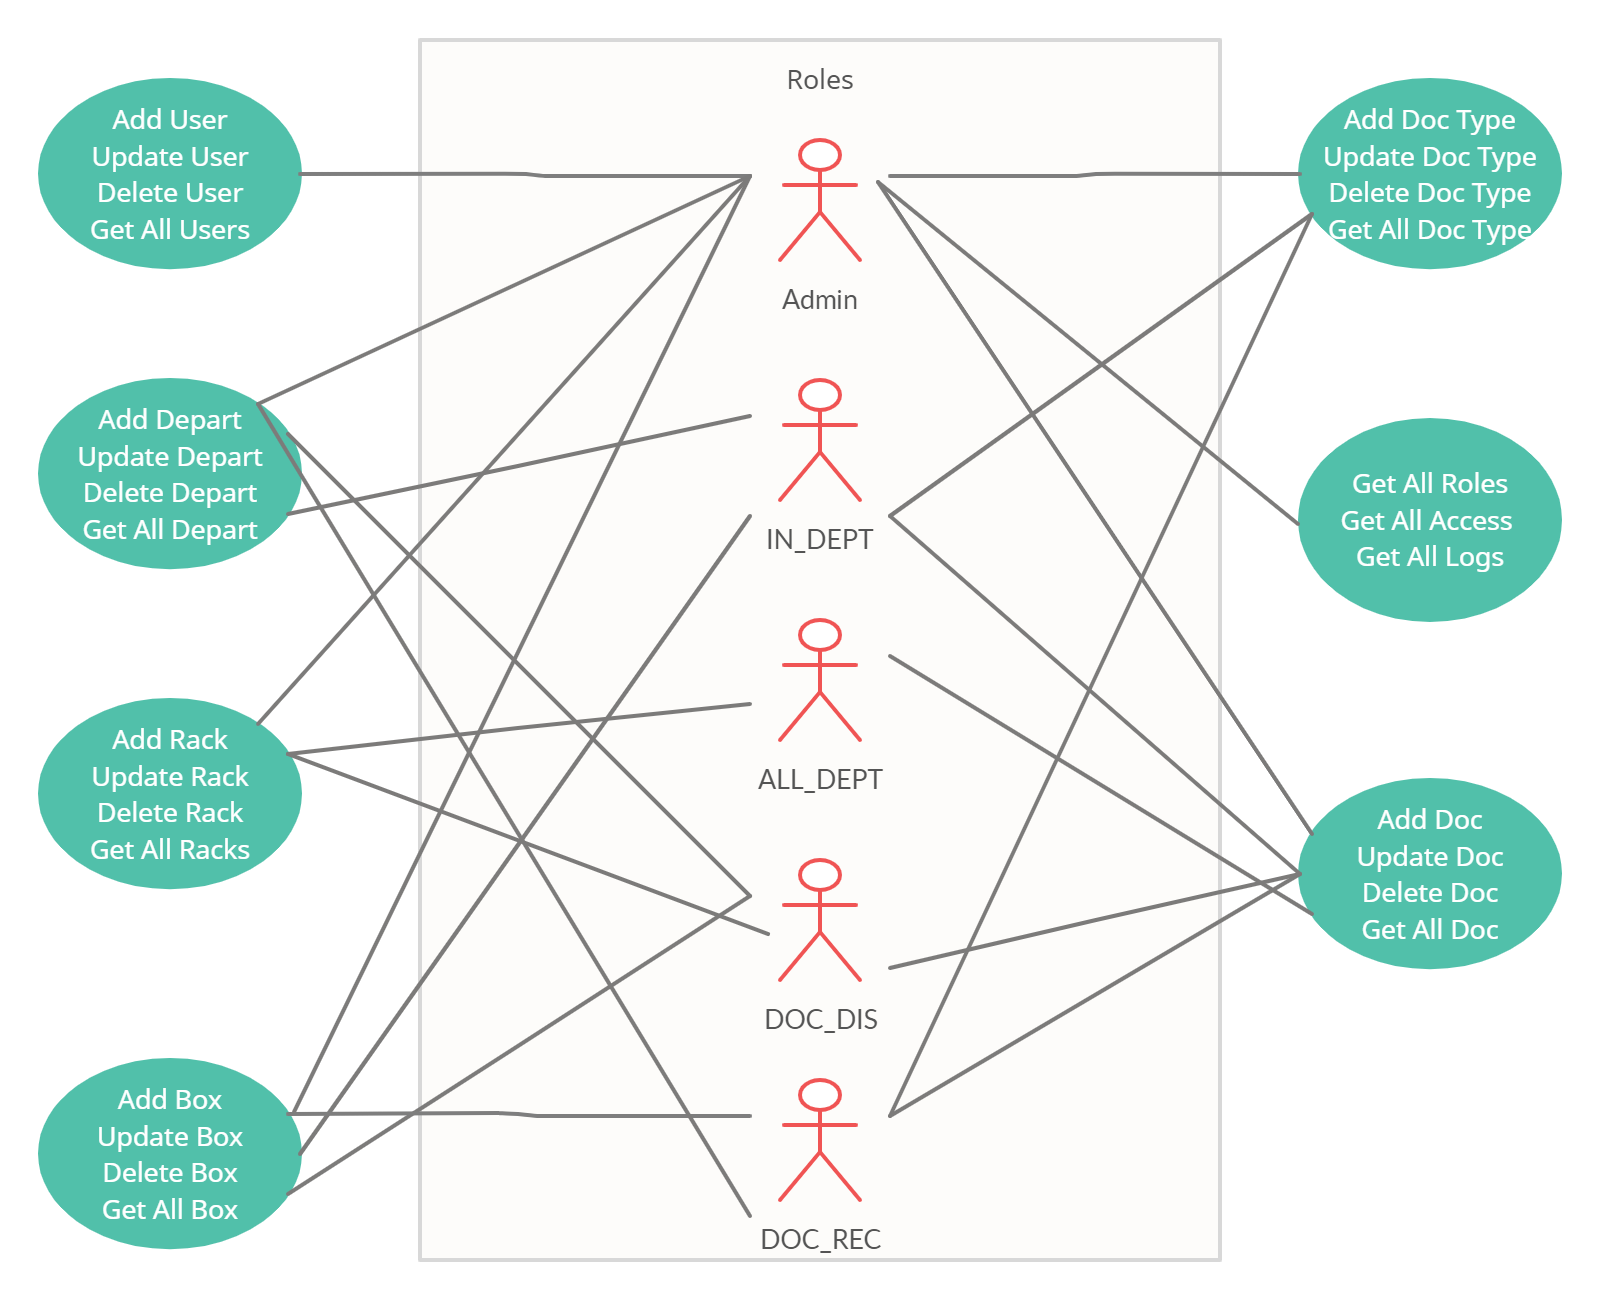 Roles
Add User
Update User
Delete User
Get All Users
Add Depart
Update Depart
Delete Depart
Get All Depart
Add Rack
Update Rack
Delete Rack
Get All Racks
Add Box
Update Box
Delete Box
Get All Box
Admin
IN_DEPT
ALL_DEPT
DOC_DIS
DOC_REC
Add Doc Type
Update Doc Type
Delete Doc Type
Get All Doc Type
Get All Roles
Get All Access
Get All Logs
Add Doc
Update Doc
Delete Doc
Get All Doc